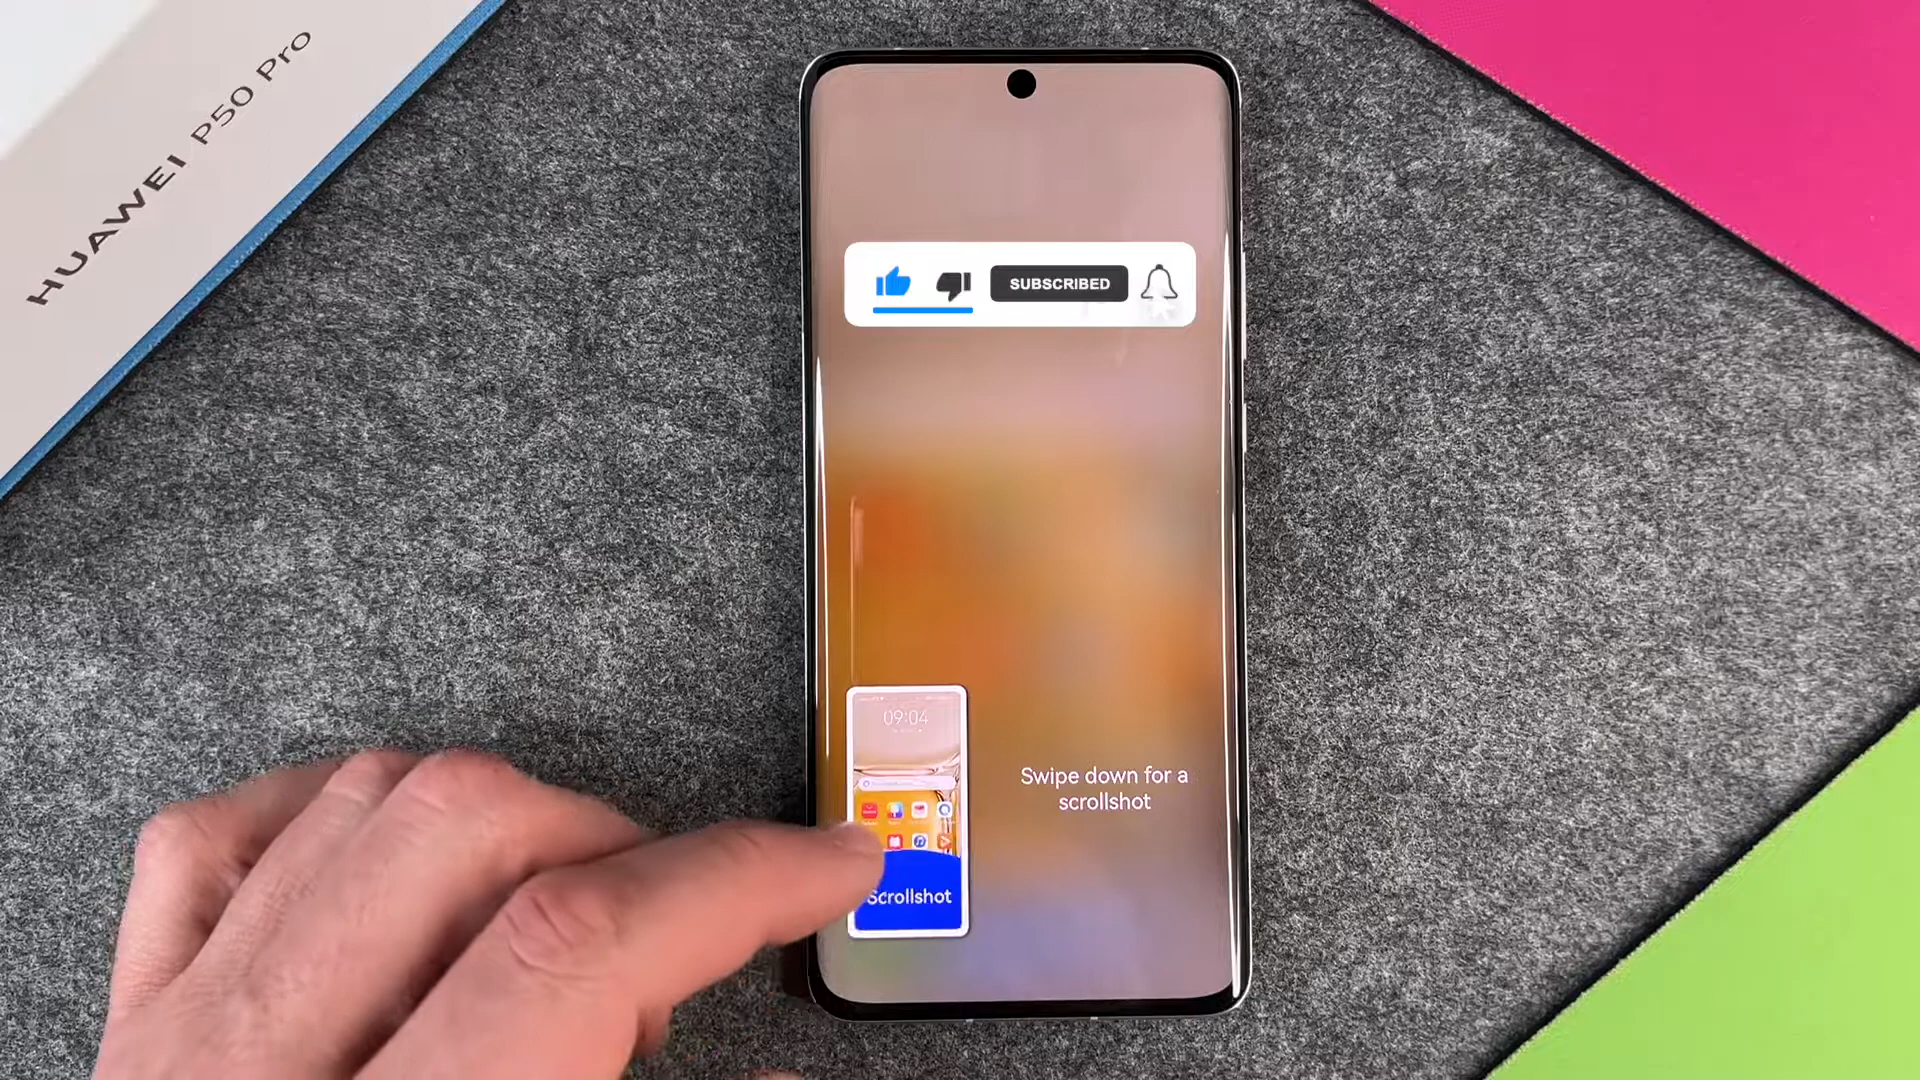 HUAWEI P50 Pro
SUBSCRIBED
09:04
Swipe down for a
scrollshot
Scrollshot